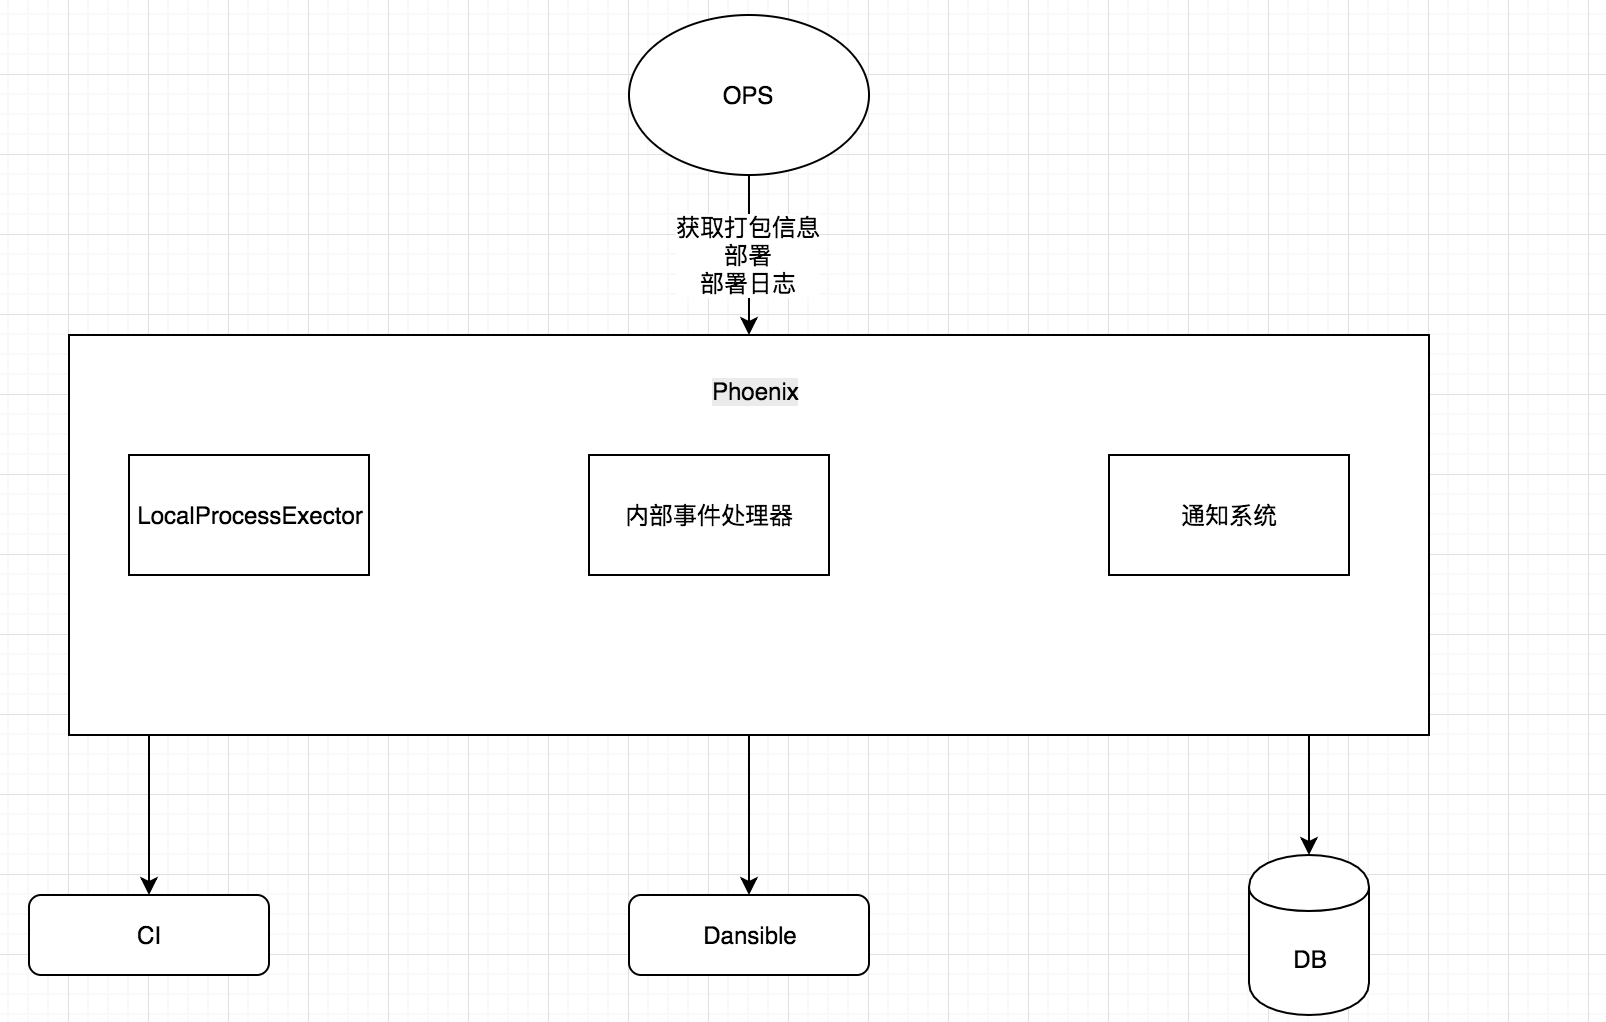 OPS
获取打包信息
部署
部署日志
Phoenix
LocalProcessExector
内部事件处理器
通知系统
CI
Dansible
DB